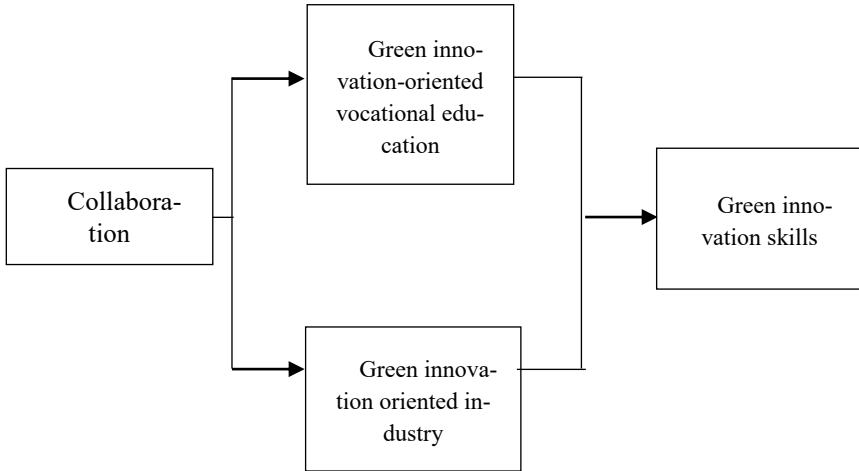 Green inno-
vation-oriented
vocational edu-
cation
Collabora-
tion
Green inno-
vation skills
Green innova-
tion oriented in-
dustry